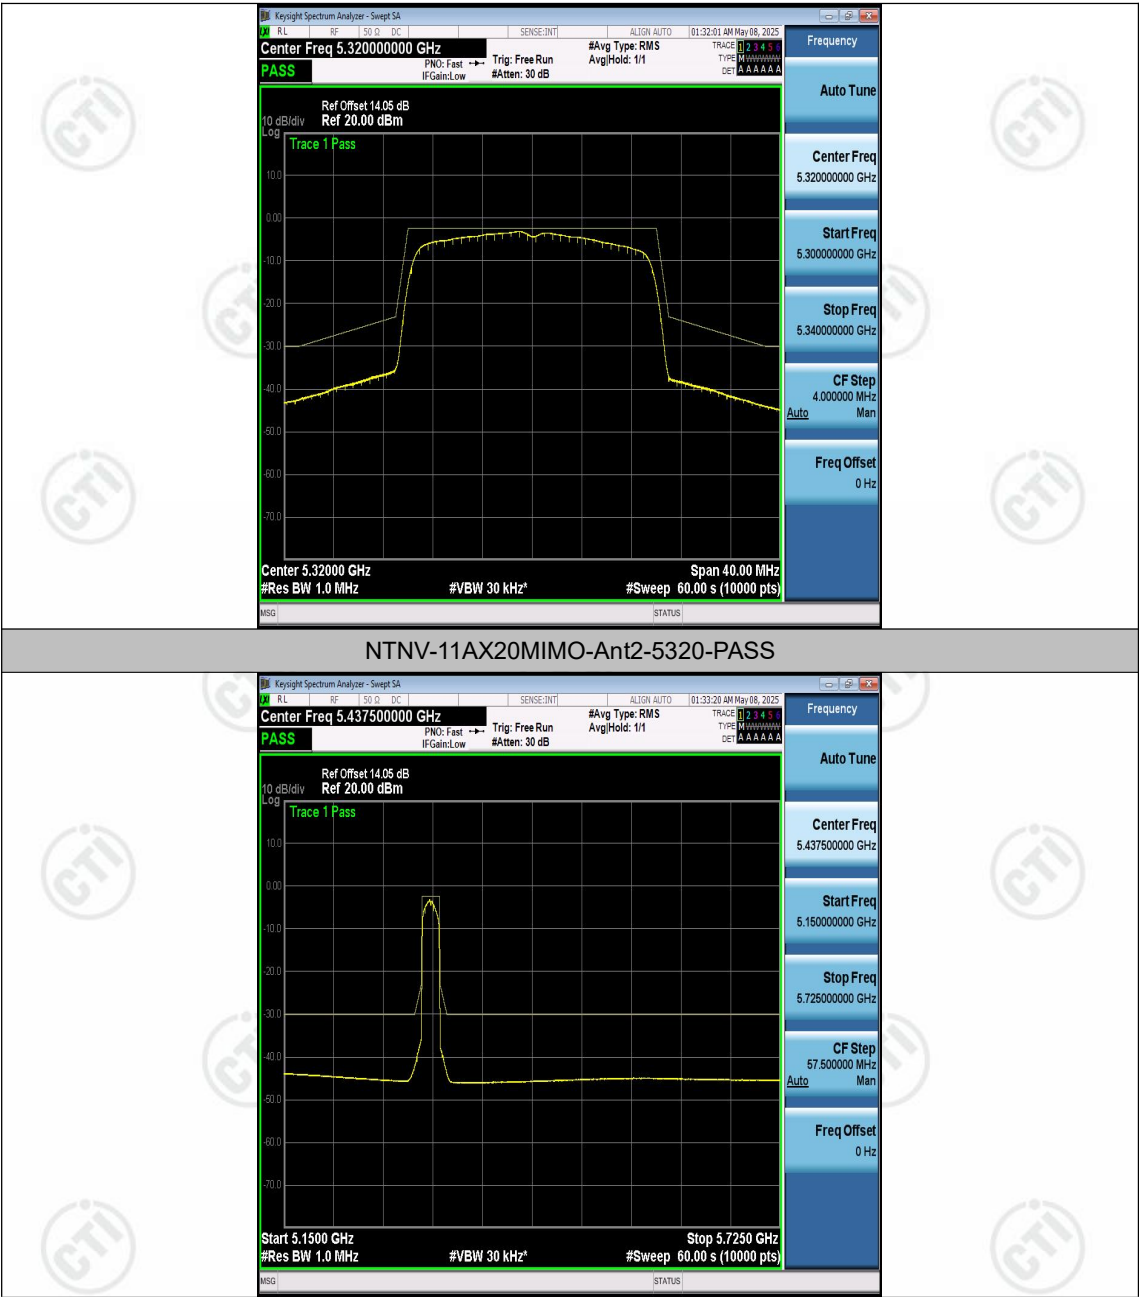 Keysight Spectrum Analyzer - Swept SA
RL RF 50 Ω DC SENSE:INT ALIGN AUTO 01:32:01 AM May 08, 2025
Center Freq 5.320000000 GHz
PASS
PNO: Fast
IFGain:Low
Trig: Free Run
#Atten: 30 dB
#Avg Type: RMS
Avg|Hold: 1/1
TRACE 1 2 3 4 5 6
TYPE M WWWWW
DET A A A A A A
Ref Offset 14.05 dB
10 dB/div Ref 20.00 dBm
Log
Trace 1 Pass
10.0
0.00
-10.0
-20.0
-30.0
-40.0
-50.0
-60.0
-70.0
Center 5.32000 GHz Span 40.00 MHz
#Res BW 1.0 MHz #VBW 30 kHz* #Sweep 60.00 s (10000 pts)
MSG STATUS
Frequency
Auto Tune
Center Freq
5.320000000 GHz
Start Freq
5.300000000 GHz
Stop Freq
5.340000000 GHz
CF Step
4.000000 MHz
Auto Man
Freq Offset
0 Hz
NTNV-11AX20MIMO-Ant2-5320-PASS
Keysight Spectrum Analyzer - Swept SA
RL RF 50 Ω DC SENSE:INT ALIGN AUTO 01:33:20 AM May 08, 2025
Center Freq 5.437500000 GHz
PASS
PNO: Fast
IFGain:Low
Trig: Free Run
#Atten: 30 dB
#Avg Type: RMS
Avg|Hold: 1/1
TRACE 1 2 3 4 5 6
TYPE M WWWWW
DET A A A A A A
Ref Offset 14.05 dB
10 dB/div Ref 20.00 dBm
Log
Trace 1 Pass
10.0
0.00
-10.0
-20.0
-30.0
-40.0
-50.0
-60.0
-70.0
Start 5.1500 GHz Stop 5.7250 GHz
#Res BW 1.0 MHz #VBW 30 kHz* #Sweep 60.00 s (10000 pts)
MSG STATUS
Frequency
Auto Tune
Center Freq
5.437500000 GHz
Start Freq
5.150000000 GHz
Stop Freq
5.725000000 GHz
CF Step
57.500000 MHz
Auto Man
Freq Offset
0 Hz
CTI
CTI
CTI
CTI
CTI
CTI
CTI
CTI
CTI
CTI
CTI
CTI